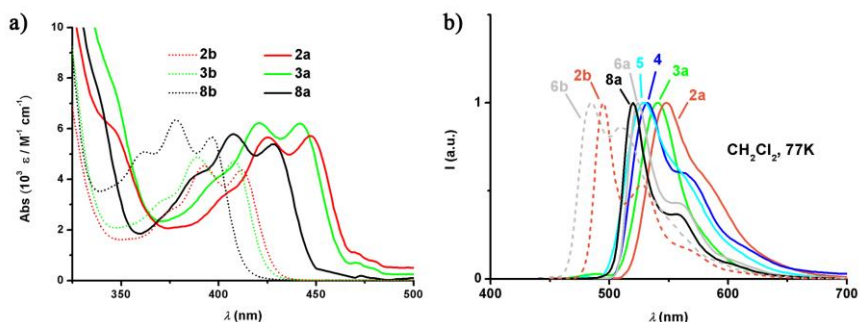 a)
10
8
6
4
2
0
Abs (10³ ε / M⁻¹ cm⁻¹)
2b
3b
8b
2a
3a
8a
350
400
450
500
λ (nm)
b)
1
0
I (a.u.)
6b
2b
8a
6a
5
4
3a
2a
CH₂Cl₂, 77K
400
500
600
700
λ (nm)